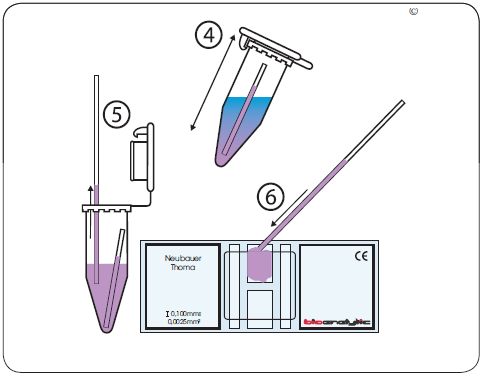 ©
4
5
6
Neubauer
Thoma
CE
0,100mm
0,0025mm²
bioanalytic